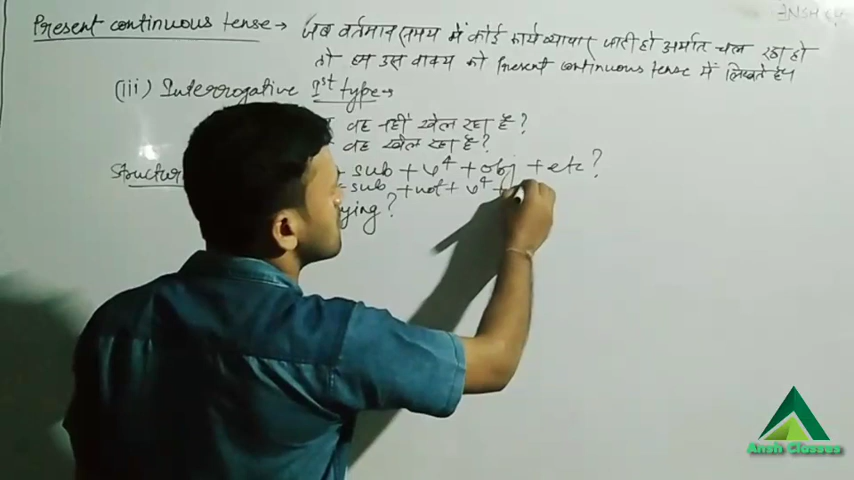 Present continuous tense → जब वर्तमान समय में कोई कार्य व्यापार जारी हो अर्थात चल रहा हो
तो हम उस वाक्य को Present continuous tense में लिखते है।
(iii) Interrogative Ist type →
वह नहीं खेल रहा है?
वह खेल रहा है?
+ sub + v4 + obj + etc?
sub + not + v4 +
ying?
Ansh Classes